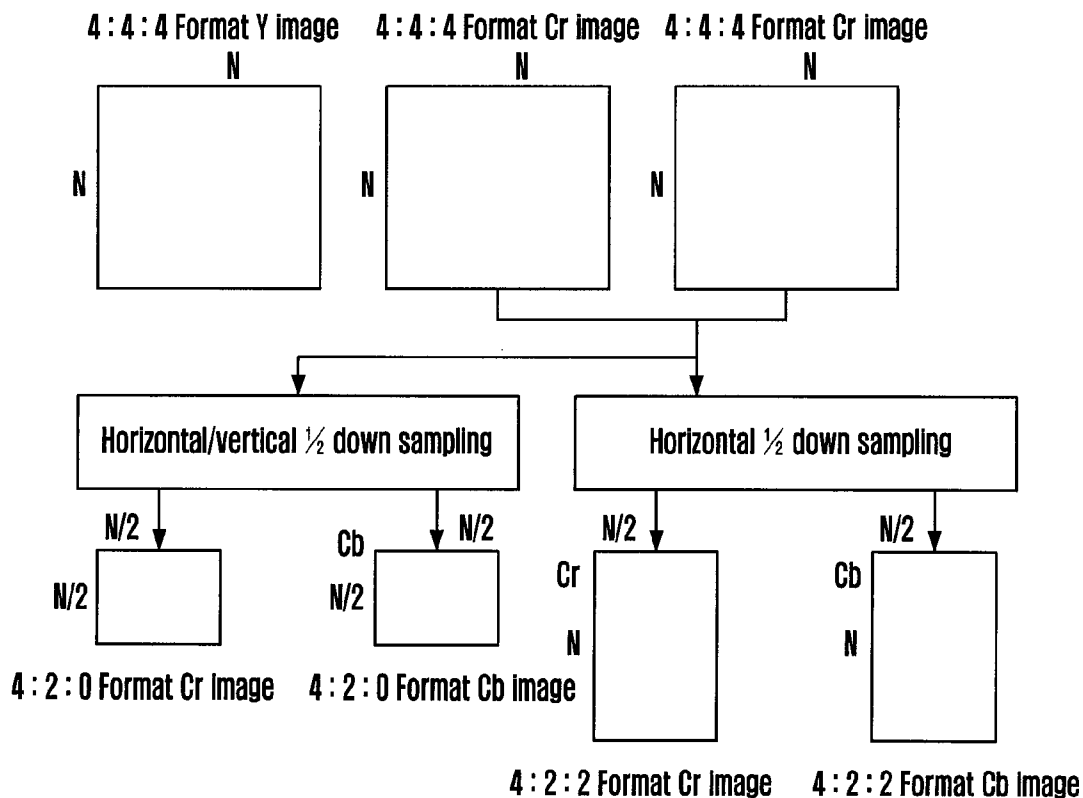 4 : 4 : 4 Format Y image
4 : 4 : 4 Format Cr image
4 : 4 : 4 Format Cr image
N
N
N
N
N
N
Horizontal/vertical ½ down sampling
Horizontal ½ down sampling
N/2
Cb
N/2
N/2
N/2
N/2
N/2
Cr
Cb
N
N
4 : 2 : 0 Format Cr image
4 : 2 : 0 Format Cb image
4 : 2 : 2 Format Cr image
4 : 2 : 2 Format Cb image